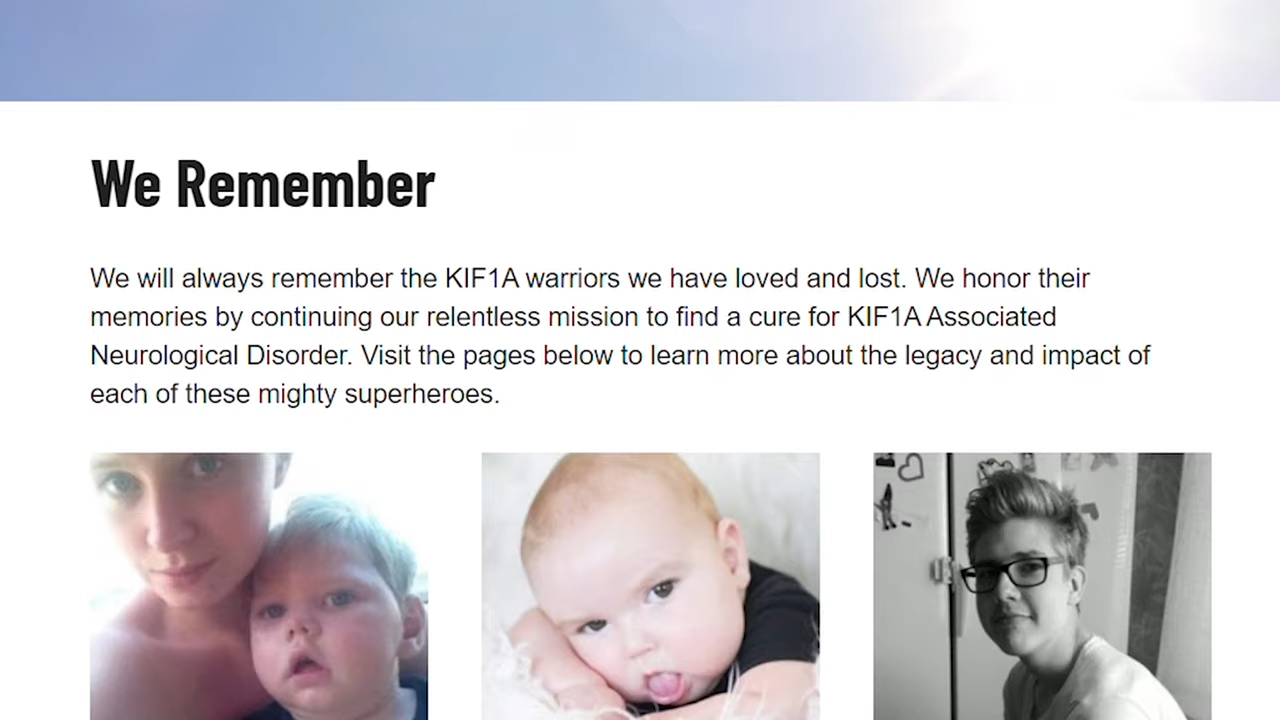 We Remember
We will always remember the KIF1A warriors we have loved and lost. We honor their
memories by continuing our relentless mission to find a cure for KIF1A Associated
Neurological Disorder. Visit the pages below to learn more about the legacy and impact of
each of these mighty superheroes.